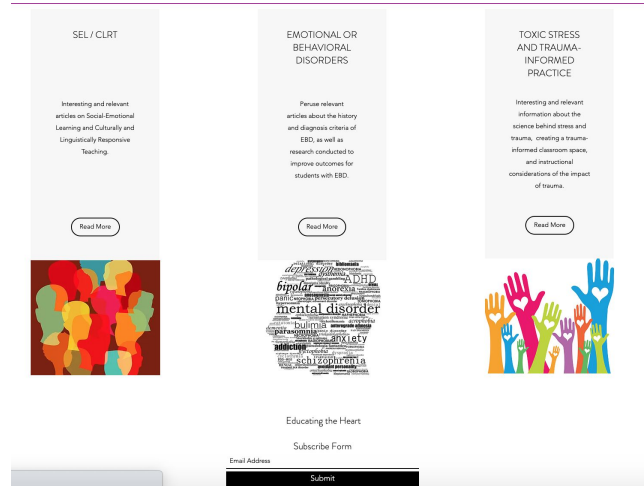 SEL / CLRT
Interesting and relevant
articles on Social-Emotional
Learning and Culturally and
Linguistically Responsive
Teaching.
Read More
EMOTIONAL OR
BEHAVIORAL
DISORDERS
Peruse relevant
articles about the history
and diagnosis criteria of
EBD, as well as
research conducted to
improve outcomes for
students with EBD.
Read More
TOXIC STRESS
AND TRAUMA-
INFORMED
PRACTICE
Interesting and relevant
information about the
science behind stress and
trauma, creating a trauma-
informed classroom space,
and instructional
considerations of the impact
of trauma.
Read More
depression
ADHD
bipolar
anorexia
panic
mental disorder
bulimia
parasomnia
anxiety
addiction
schizophrenia
Educating the Heart
Subscribe Form
Email Address
Submit